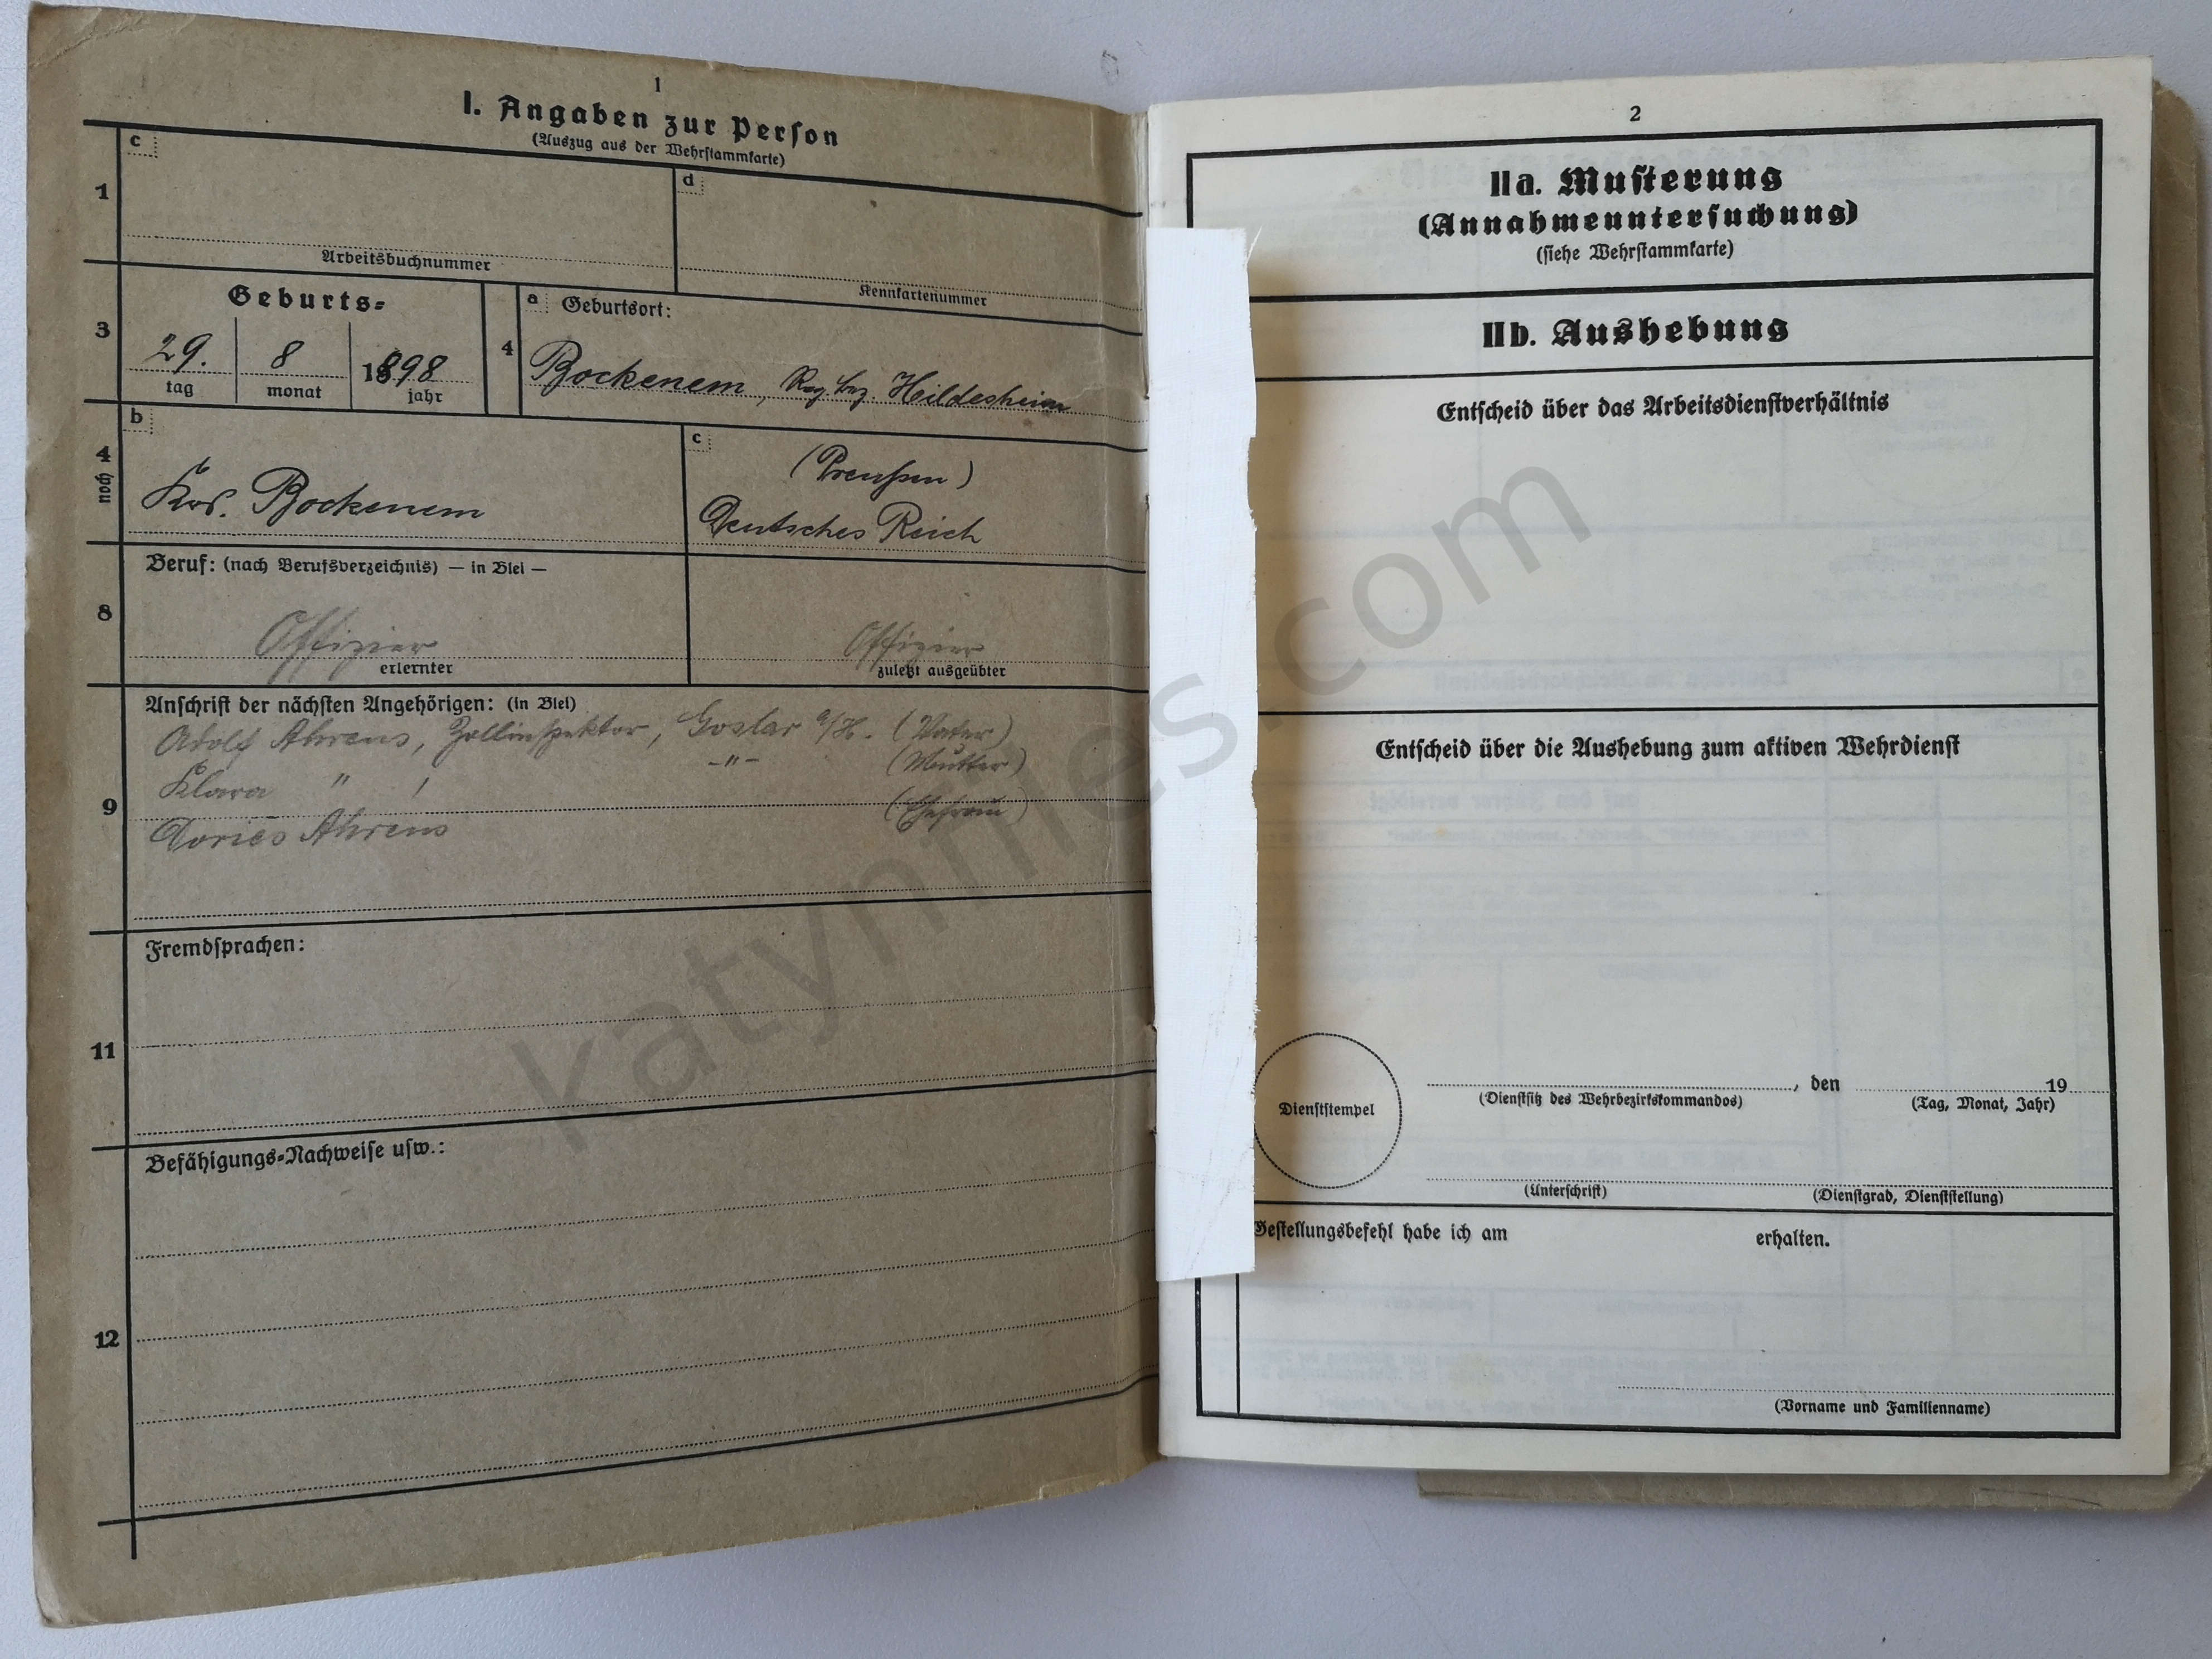 1
I. Angaben zur Perſon
(Auszug aus der Wehrſtammkarte)
1
c
d
Arbeitsbuchnummer
Kennkartenummer
3
Geburts-
29. 8 1898
tag monat jahr
4
a Geburtsort:
Bockenem, Reg. Bez. Hildesheim
4 noch
b
Krs. Bockenem
c
(Preußen)
Deutsches Reich
8
Beruf: (nach Berufsverzeichnis) — in Blei —
Offizier
erlernter
Offizier
zuletzt ausgeübter
9
Anſchrift der nächſten Angehörigen: (in Blei)
Adolf Ahrens, Zollinspektor, Goslar a/H. (Vater)
Klara " , -"- (Mutter)
Dories Ahrens (Ehefrau)
11
Fremdſprachen:
12
Befähigungs-Nachweiſe uſw.:
2
IIa. Muſterung
(Annahmeunterſuchung)
(ſiehe Wehrſtammkarte)
IIb. Aushebung
Entſcheid über das Arbeitsdienſtverhältnis
Entſcheid über die Aushebung zum aktiven Wehrdienſt
Dienſtſtempel
, den 19
(Dienſtſitz des Wehrbezirkskommandos) (Tag, Monat, Jahr)
(Unterſchrift) (Dienſtgrad, Dienſtſtellung)
Geſtellungsbefehl habe ich am erhalten.
(Vorname und Familienname)
katynfiles.com